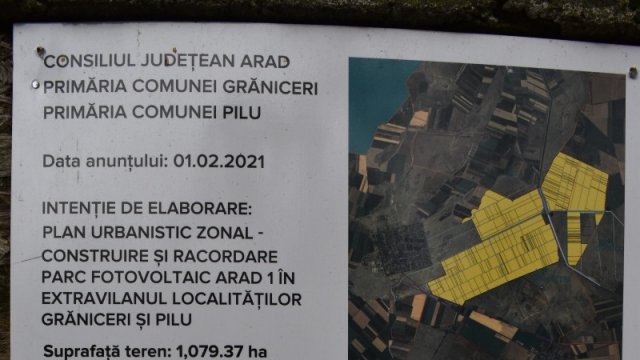 CONSILIUL JUDEȚEAN ARAD
PRIMĂRIA COMUNEI GRĂNICERI
PRIMĂRIA COMUNEI PILU
Data anunțului: 01.02.2021
INTENȚIE DE ELABORARE:
PLAN URBANISTIC ZONAL -
CONSTRUIRE ȘI RACORDARE
PARC FOTOVOLTAIC ARAD 1 ÎN
EXTRAVILANUL LOCALITĂȚILOR
GRĂNICERI ȘI PILU
Suprafață teren: 1,079.37 ha